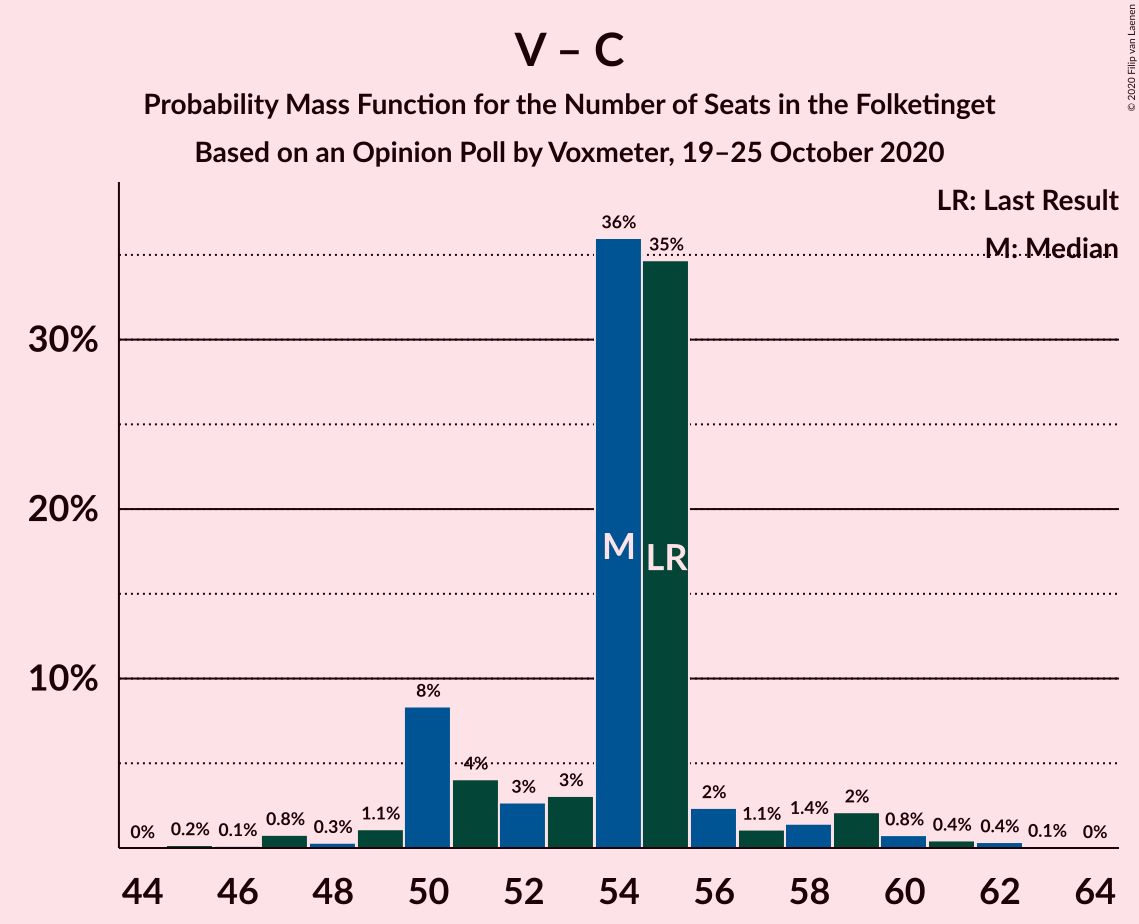 V – C
Probability Mass Function for the Number of Seats in the Folketinget
Based on an Opinion Poll by Voxmeter, 19–25 October 2020
© 2020 Filip van Laenen
LR: Last Result
M: Median
36%
35%
30%
20%
M
LR
10%
8%
4%
3%
3%
2%
1.1%
1.4%
2%
0%
0.2%
0.1%
0.8%
0.3%
1.1%
0.8%
0.4%
0.4%
0.1%
0%
44 46 48 50 52 54 56 58 60 62 64